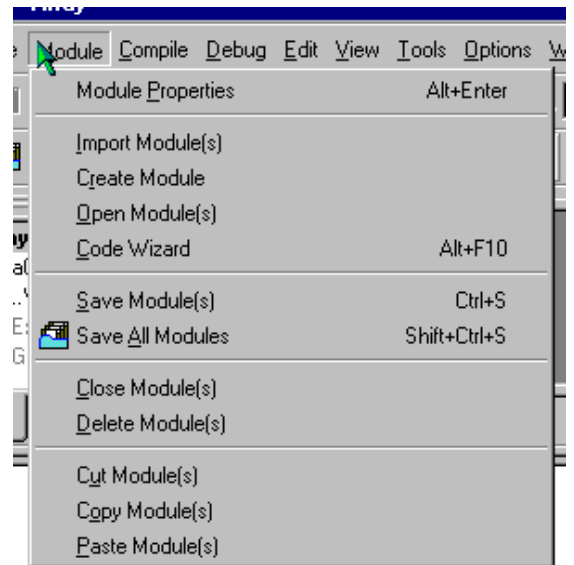 Array
Module Compile Debug Edit View Tools Options
Module Properties Alt+Enter
Import Module(s)
Create Module
Open Module(s)
Code Wizard Alt+F10
Save Module(s) Ctrl+S
Save All Modules Shift+Ctrl+S
Close Module(s)
Delete Module(s)
Cut Module(s)
Copy Module(s)
Paste Module(s)